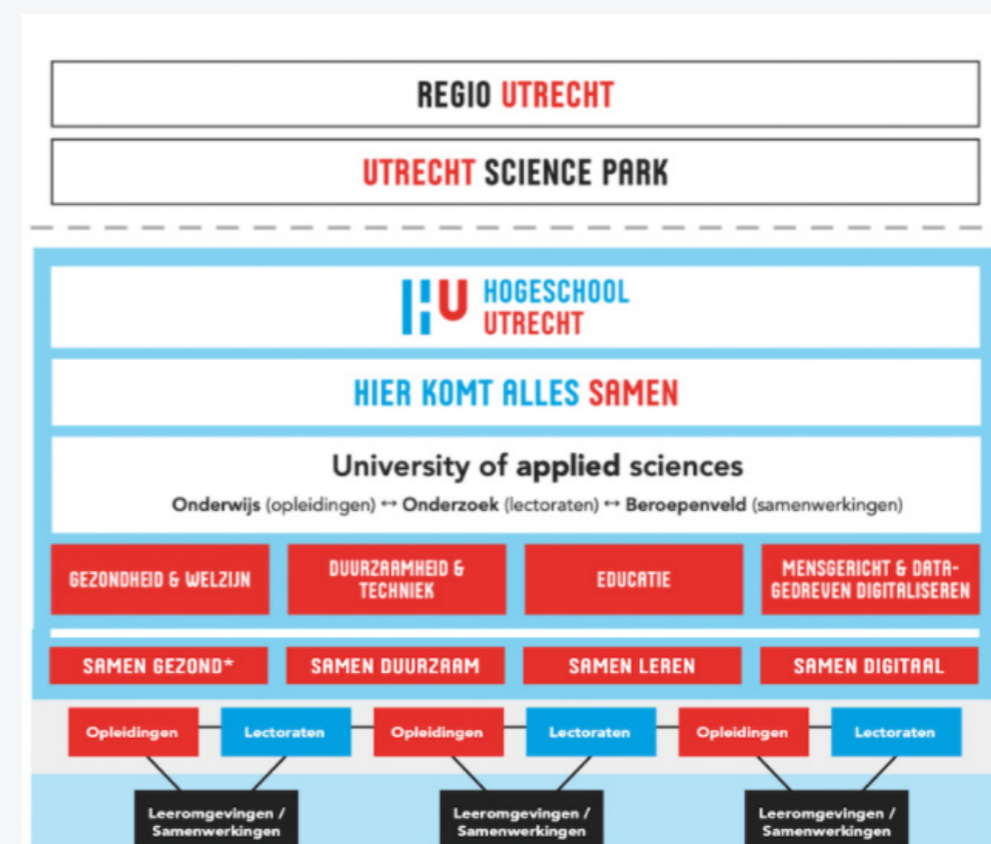 REGIO UTRECHT
UTRECHT SCIENCE PARK
HU HOGESCHOOL
UTRECHT
HIER KOMT ALLES SAMEN
University of applied sciences
Onderwijs (opleidingen) ↔ Onderzoek (lectoraten) ↔ Beroepenveld (samenwerkingen)
GEZONDHEID & WELZIJN
DUURZAAMHEID &
TECHNIEK
EDUCATIE
MENSGERICHT & DATA-
GEDREVEN DIGITALISEREN
SAMEN GEZOND*
SAMEN DUURZAAM
SAMEN LEREN
SAMEN DIGITAAL
Opleidingen
Lectoraten
Opleidingen
Lectoraten
Opleidingen
Lectoraten
Leeromgevingen /
Samenwerkingen
Leeromgevingen /
Samenwerkingen
Leeromgevingen /
Samenwerkingen